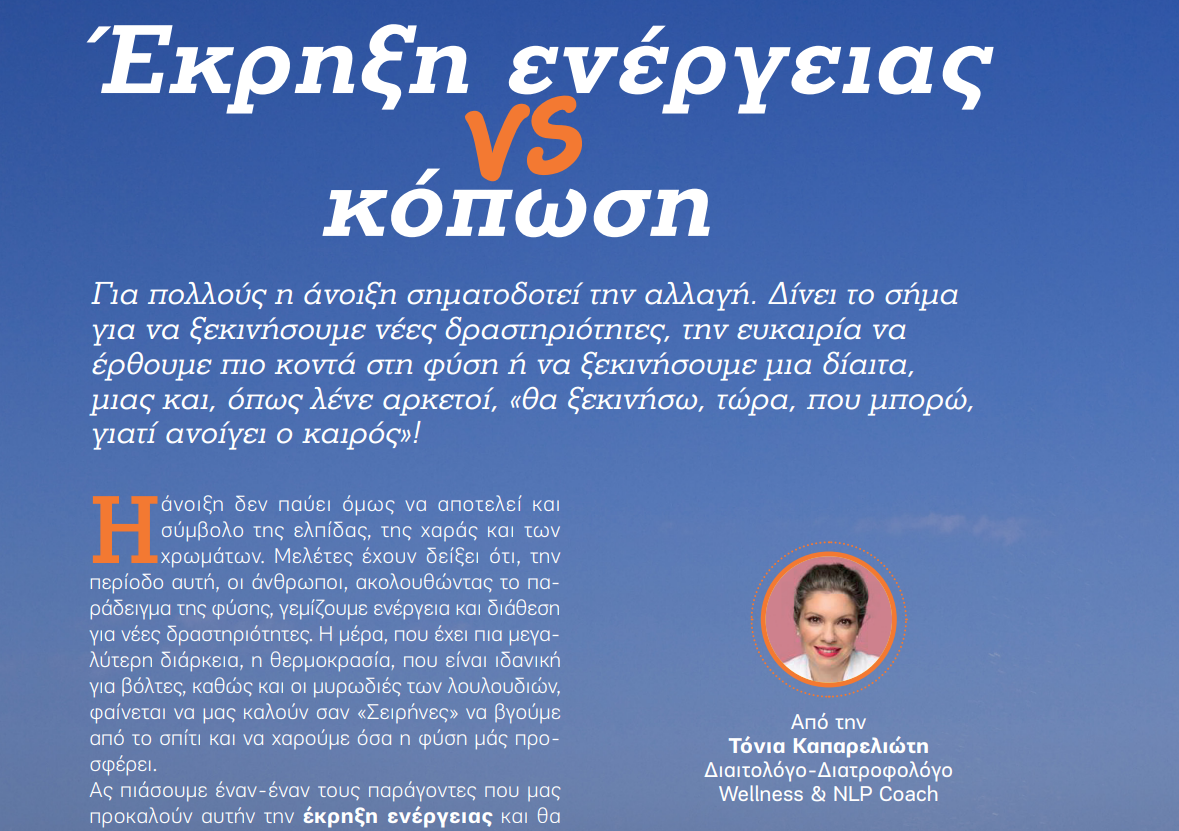 Έκρηξη ενέργειας
vs
κόπωση
Για πολλούς η άνοιξη σηματοδοτεί την αλλαγή. Δίνει το σήμα
για να ξεκινήσουμε νέες δραστηριότητες, την ευκαιρία να
έρθουμε πιο κοντά στη φύση ή να ξεκινήσουμε μια δίαιτα,
μιας και, όπως λένε αρκετοί, «θα ξεκινήσω, τώρα, που μπορώ,
γιατί ανοίγει ο καιρός»!
Η άνοιξη δεν παύει όμως να αποτελεί και
σύμβολο της ελπίδας, της χαράς και των
χρωμάτων. Μελέτες έχουν δείξει ότι, την
περίοδο αυτή, οι άνθρωποι, ακολουθώντας το πα-
ράδειγμα της φύσης, γεμίζουμε ενέργεια και διάθεση
για νέες δραστηριότητες. Η μέρα, που έχει πια μεγα-
λύτερη διάρκεια, η θερμοκρασία, που είναι ιδανική
για βόλτες, καθώς και οι μυρωδιές των λουλουδιών,
φαίνεται να μας καλούν σαν «Σειρήνες» να βγούμε
από το σπίτι και να χαρούμε όσα η φύση μάς προ-
σφέρει.
Ας πιάσουμε έναν-έναν τους παράγοντες που μας
προκαλούν αυτήν την έκρηξη ενέργειας και θα
Από την
Τόνια Καπαρελιώτη
Διαιτολόγο-Διατροφολόγο
Wellness & NLP Coach